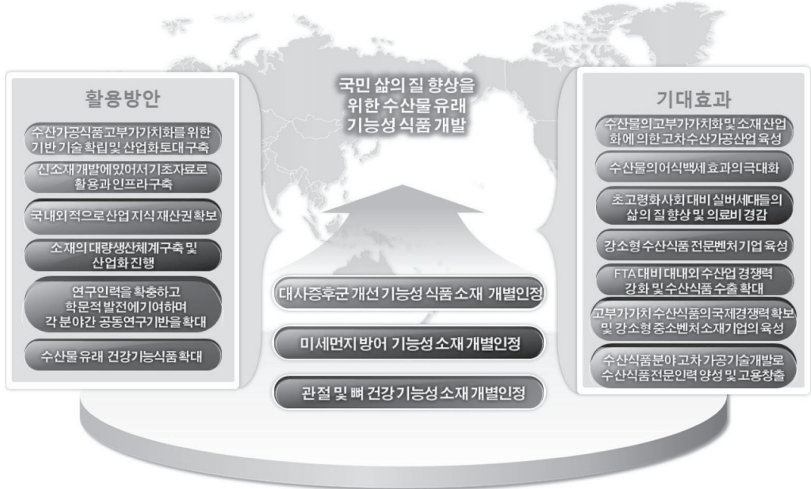 활용방안
수산가공식품 고부가가치화를 위한
기반 기술 확립 및 산업화 토대 구축
신소재 개발에 있어서 기초자료로
활용과 인프라 구축
국내외적으로 산업 지식 재산권 확보
소재의 대량생산체계 구축 및
산업화 진행
연구인력을 확충하고
학문적 발전에 기여하며
각 분야간 공동연구기반을 확대
수산물 유래 건강기능식품 확대
국민 삶의 질 향상을
위한 수산물 유래
기능성 식품 개발
대사증후군 개선 기능성 식품 소재 개별인정
미세먼지 방어 기능성 소재 개별인정
관절 및 뼈 건강 기능성 소재 개별인정
기대효과
수산물의 고부가가치화 및 소재 산업
화에 의한 고차 수산가공산업 육성
수산물의 어식백세 효과의 극대화
초고령화사회 대비 실버세대들의
삶의 질 향상 및 의료비 경감
강소형 수산식품 전문벤처기업 육성
FTA 대비 대내외 수산업 경쟁력
강화 및 수산식품 수출 확대
고부가가치 수산식품의 국제경쟁력 확보
및 강소형 중소벤처 소재기업의 육성
수산식품 분야 고차 가공기술개발로
수산식품 전문인력 양성 및 고용창출